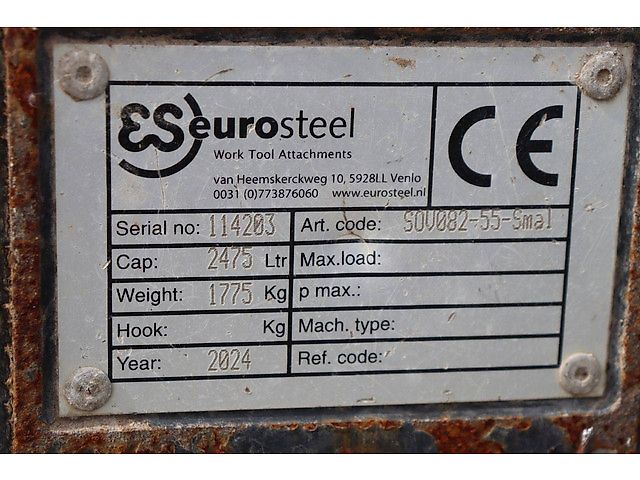 ES eurosteel
Work Tool Attachments
van Heemskerckweg 10, 5928LL Venlo
0031 (0)773876060 www.eurosteel.nl
CE
Serial no: 114203 Art. code: SOV082-55-Smal
Cap: 2475 Ltr Max.load:
Weight: 1775 Kg p max.:
Hook: Kg Mach. type:
Year: 2024 Ref. code: